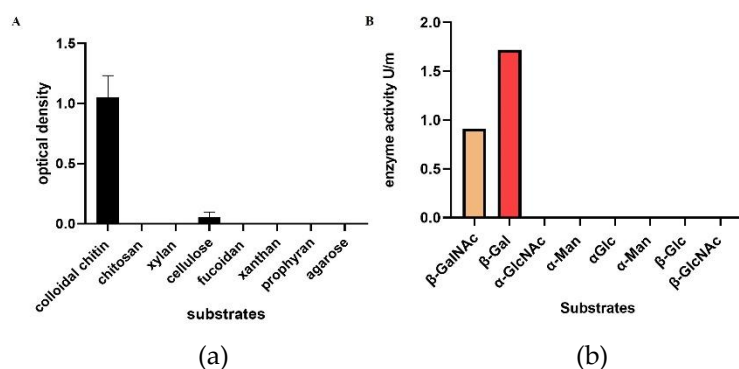 A
optical density
1.5
1.0
0.5
0.0
colloidal chitin
chitosan
xylan
cellulose
fucoidan
xanthan
prophyran
agarose
substrates
(a)
B
enzyme activity U/m
2.0
1.5
1.0
0.5
0.0
β-GalNAc
β-Gal
α-GlcNAc
α-Man
αGlc
α-Man
β-Glc
β-GlcNAc
Substrates
(b)